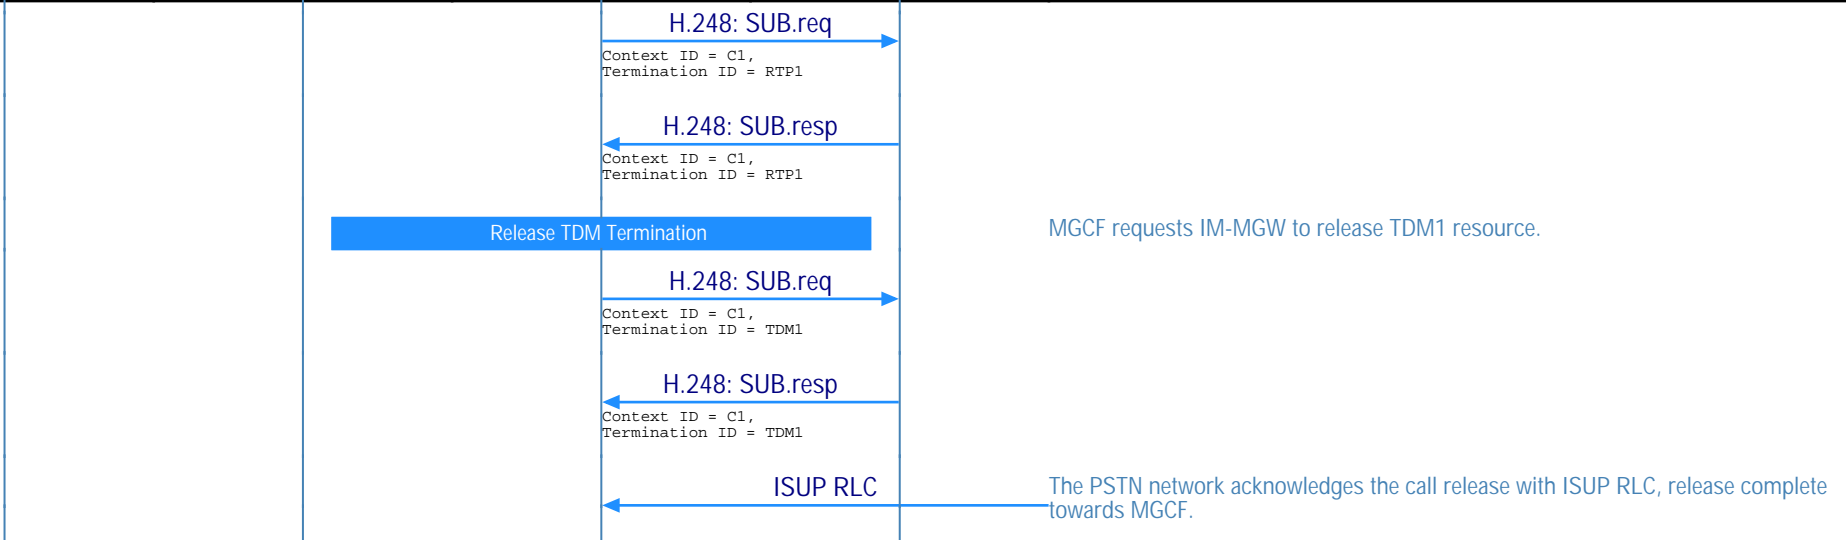 H.248: SUB.req
Context ID = C1,
Termination ID = RTP1
H.248: SUB.resp
Context ID = C1,
Termination ID = RTP1
Release TDM Termination
MGCF requests IM-MGW to release TDM1 resource.
H.248: SUB.req
Context ID = C1,
Termination ID = TDM1
H.248: SUB.resp
Context ID = C1,
Termination ID = TDM1
ISUP RLC
The PSTN network acknowledges the call release with ISUP RLC, release complete
towards MGCF.